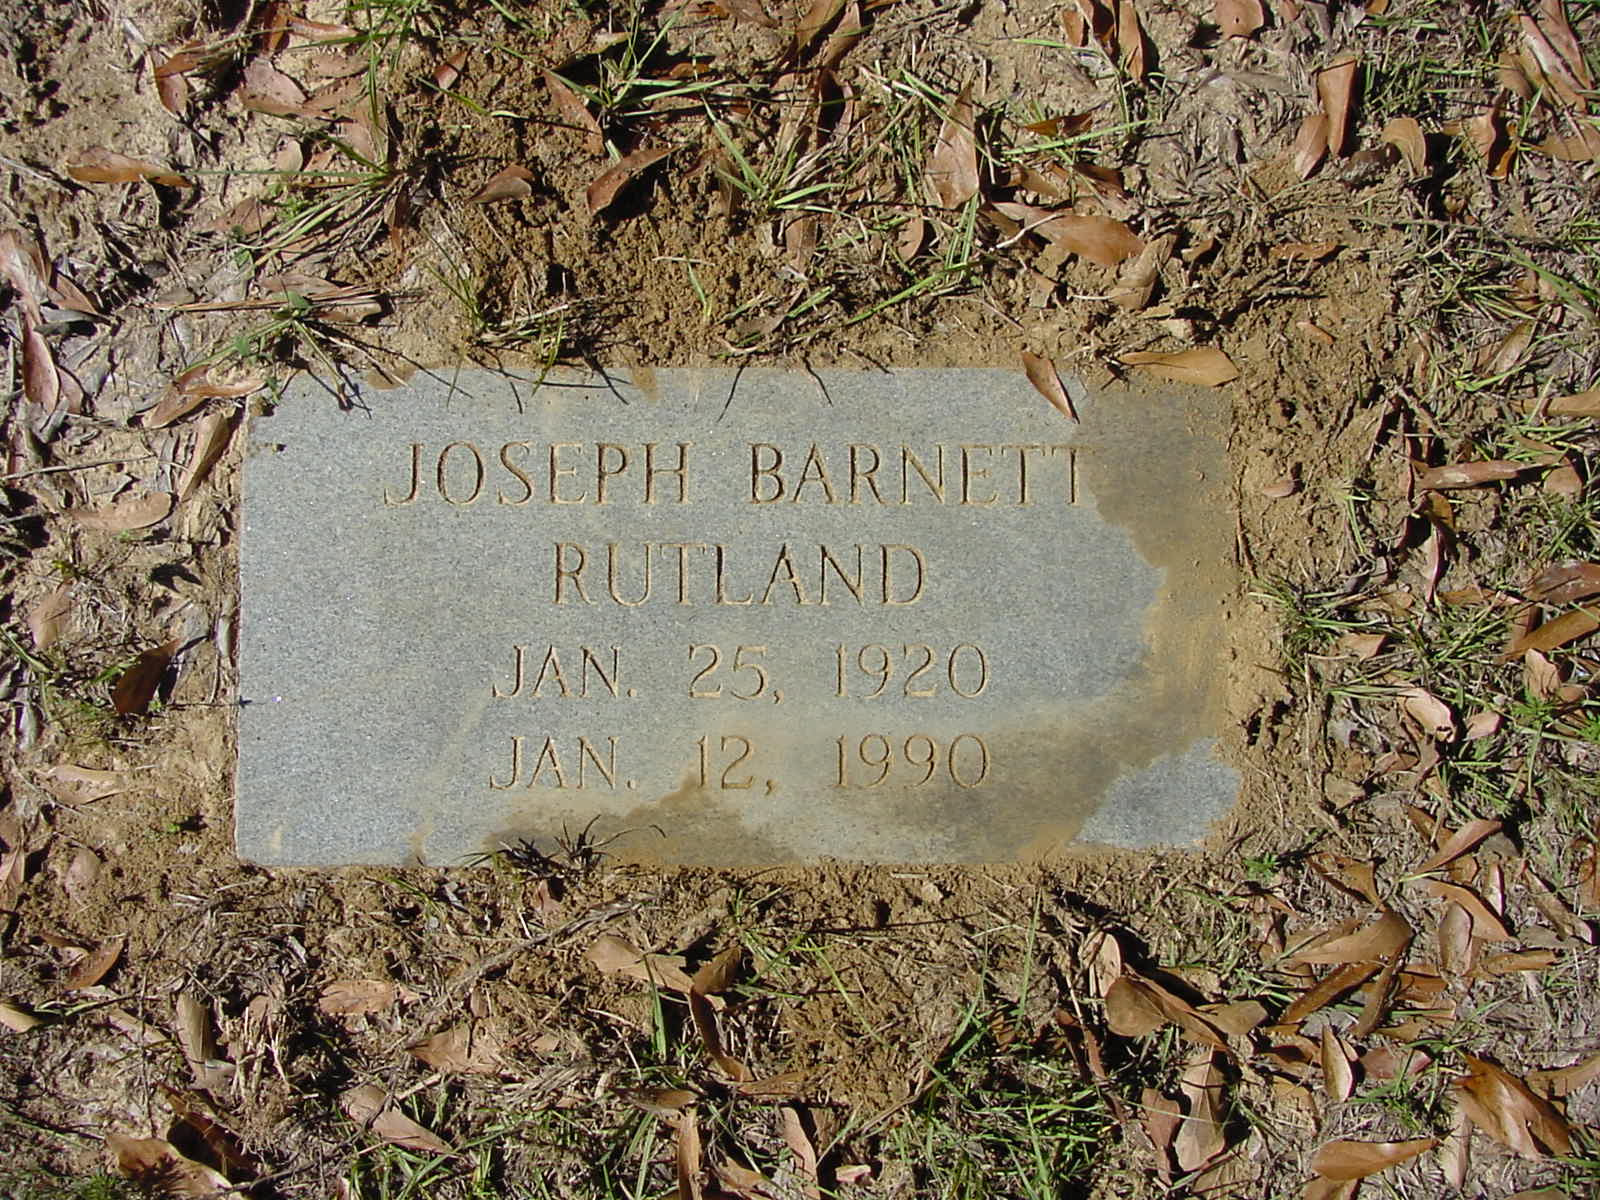 JOSEPH BARNETT
RUTLAND
JAN. 25, 1920
JAN. 12, 1990